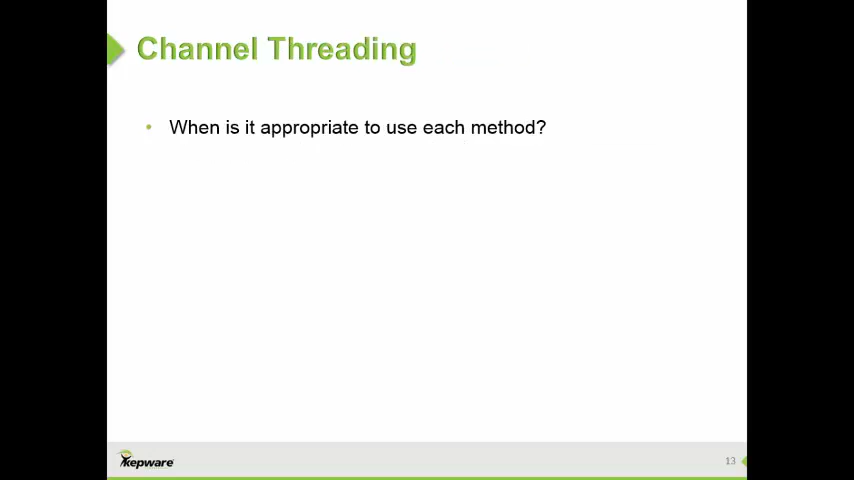 Channel Threading
• When is it appropriate to use each method?
kepware
13